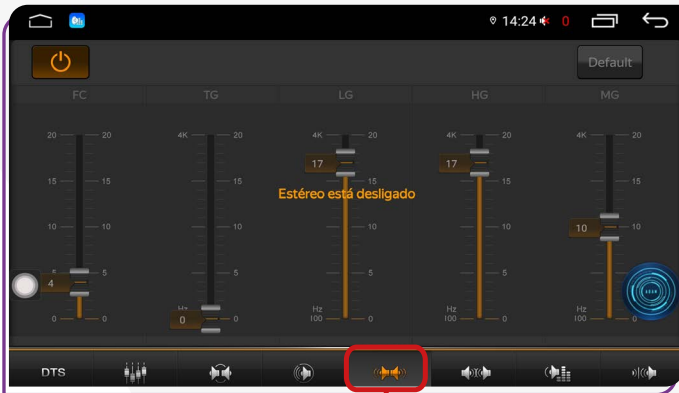 14:24 0
Default
FC TG LG HG MG
20 20 4K 20 4K 20 4K 20 4K 20
17 17
15 15 15 15 15 15
Estéreo está desligado
10 10 10 10 10 10 10
5 5 5 5 5
4
Hz Hz Hz Hz
0 0 0 0 100 0 100 0 100 0
DTS